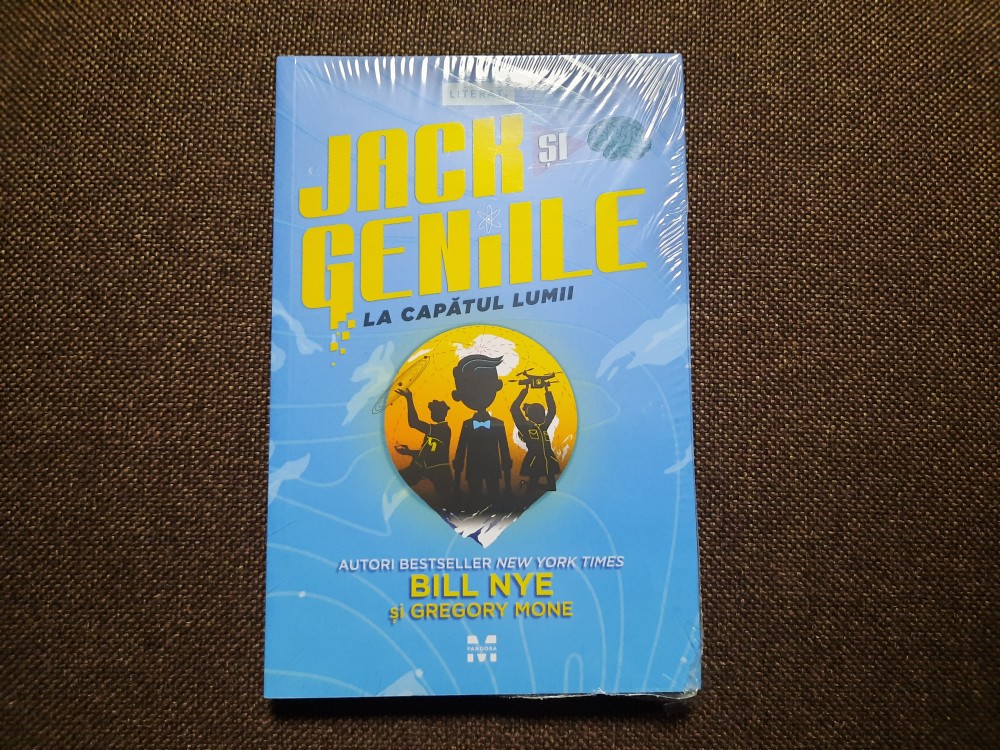 JACK ȘI
GENIILE
LA CAPĂTUL LUMII
AUTORI BESTSELLER NEW YORK TIMES
BILL NYE
și GREGORY MONE
PANDORA
M